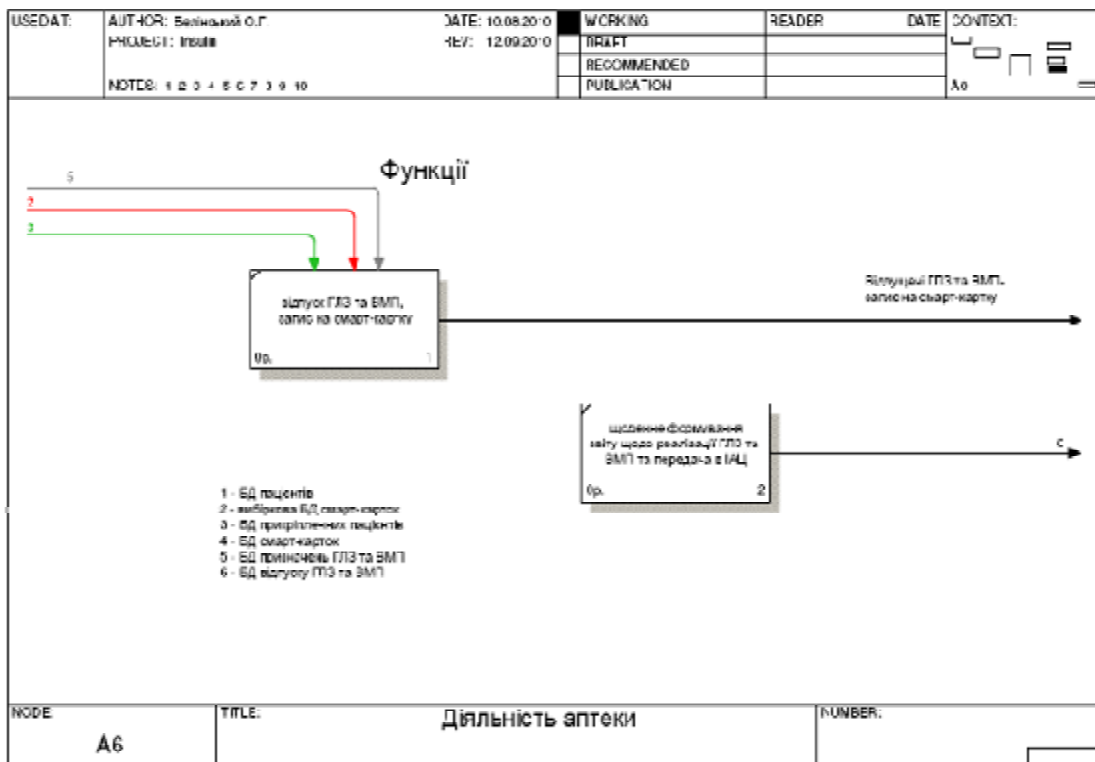 USED AT:
AUTHOR: Велінський О.Г.
DATE: 10.08.2010
WORKING
READER
DATE
CONTEXT:
PROJECT: Insulin
REV: 12.09.2010
DRAFT
RECOMMENDED
NOTES: 1 2 3 4 5 6 7 8 9 10
PUBLICATION
Функції
5
2
3
відпуск ГЛЗ та ВМП,
запис на смарт-картку
0р.
1
ГЛЗ та ВМП,
запис на смарт-картку
щоденне формування
звіту щодо реалізації ГЛЗ та
ВМП та передача в ІАЦ
0р.
2
1 - БД пацієнтів
2 - вибіркова БД смарт-карток
3 - БД прикріплених пацієнтів
4 - БД смарт-карток
5 - БД призначень ГЛЗ та ВМП
6 - БД відпуску ГЛЗ та ВМП
NODE:
TITLE:
Діяльність аптеки
NUMBER:
A6